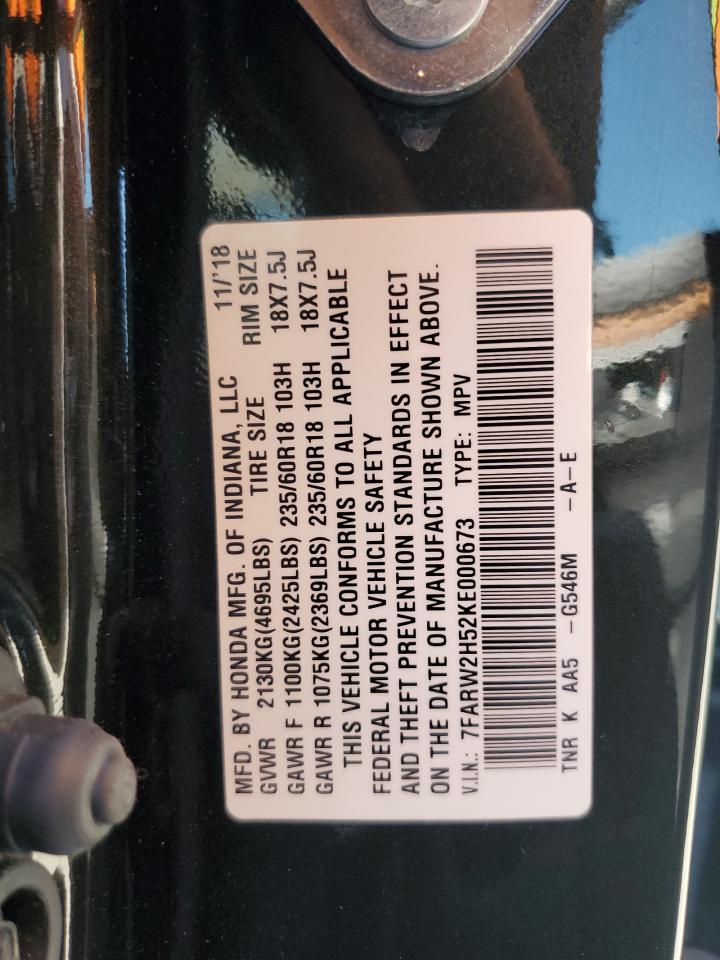 MFD. BY HONDA MFG. OF INDIANA, LLC 11/'18
GVWR 2130KG(4695LBS) TIRE SIZE RIM SIZE
GAWR F 1100KG(2425LBS) 235/60R18 103H 18X7.5J
GAWR R 1075KG(2369LBS) 235/60R18 103H 18X7.5J
THIS VEHICLE CONFORMS TO ALL APPLICABLE
FEDERAL MOTOR VEHICLE SAFETY
AND THEFT PREVENTION STANDARDS IN EFFECT
ON THE DATE OF MANUFACTURE SHOWN ABOVE.
V.I.N.: 7FARW2H52KE000673 TYPE: MPV
TNR K AA5 -G546M -A-E